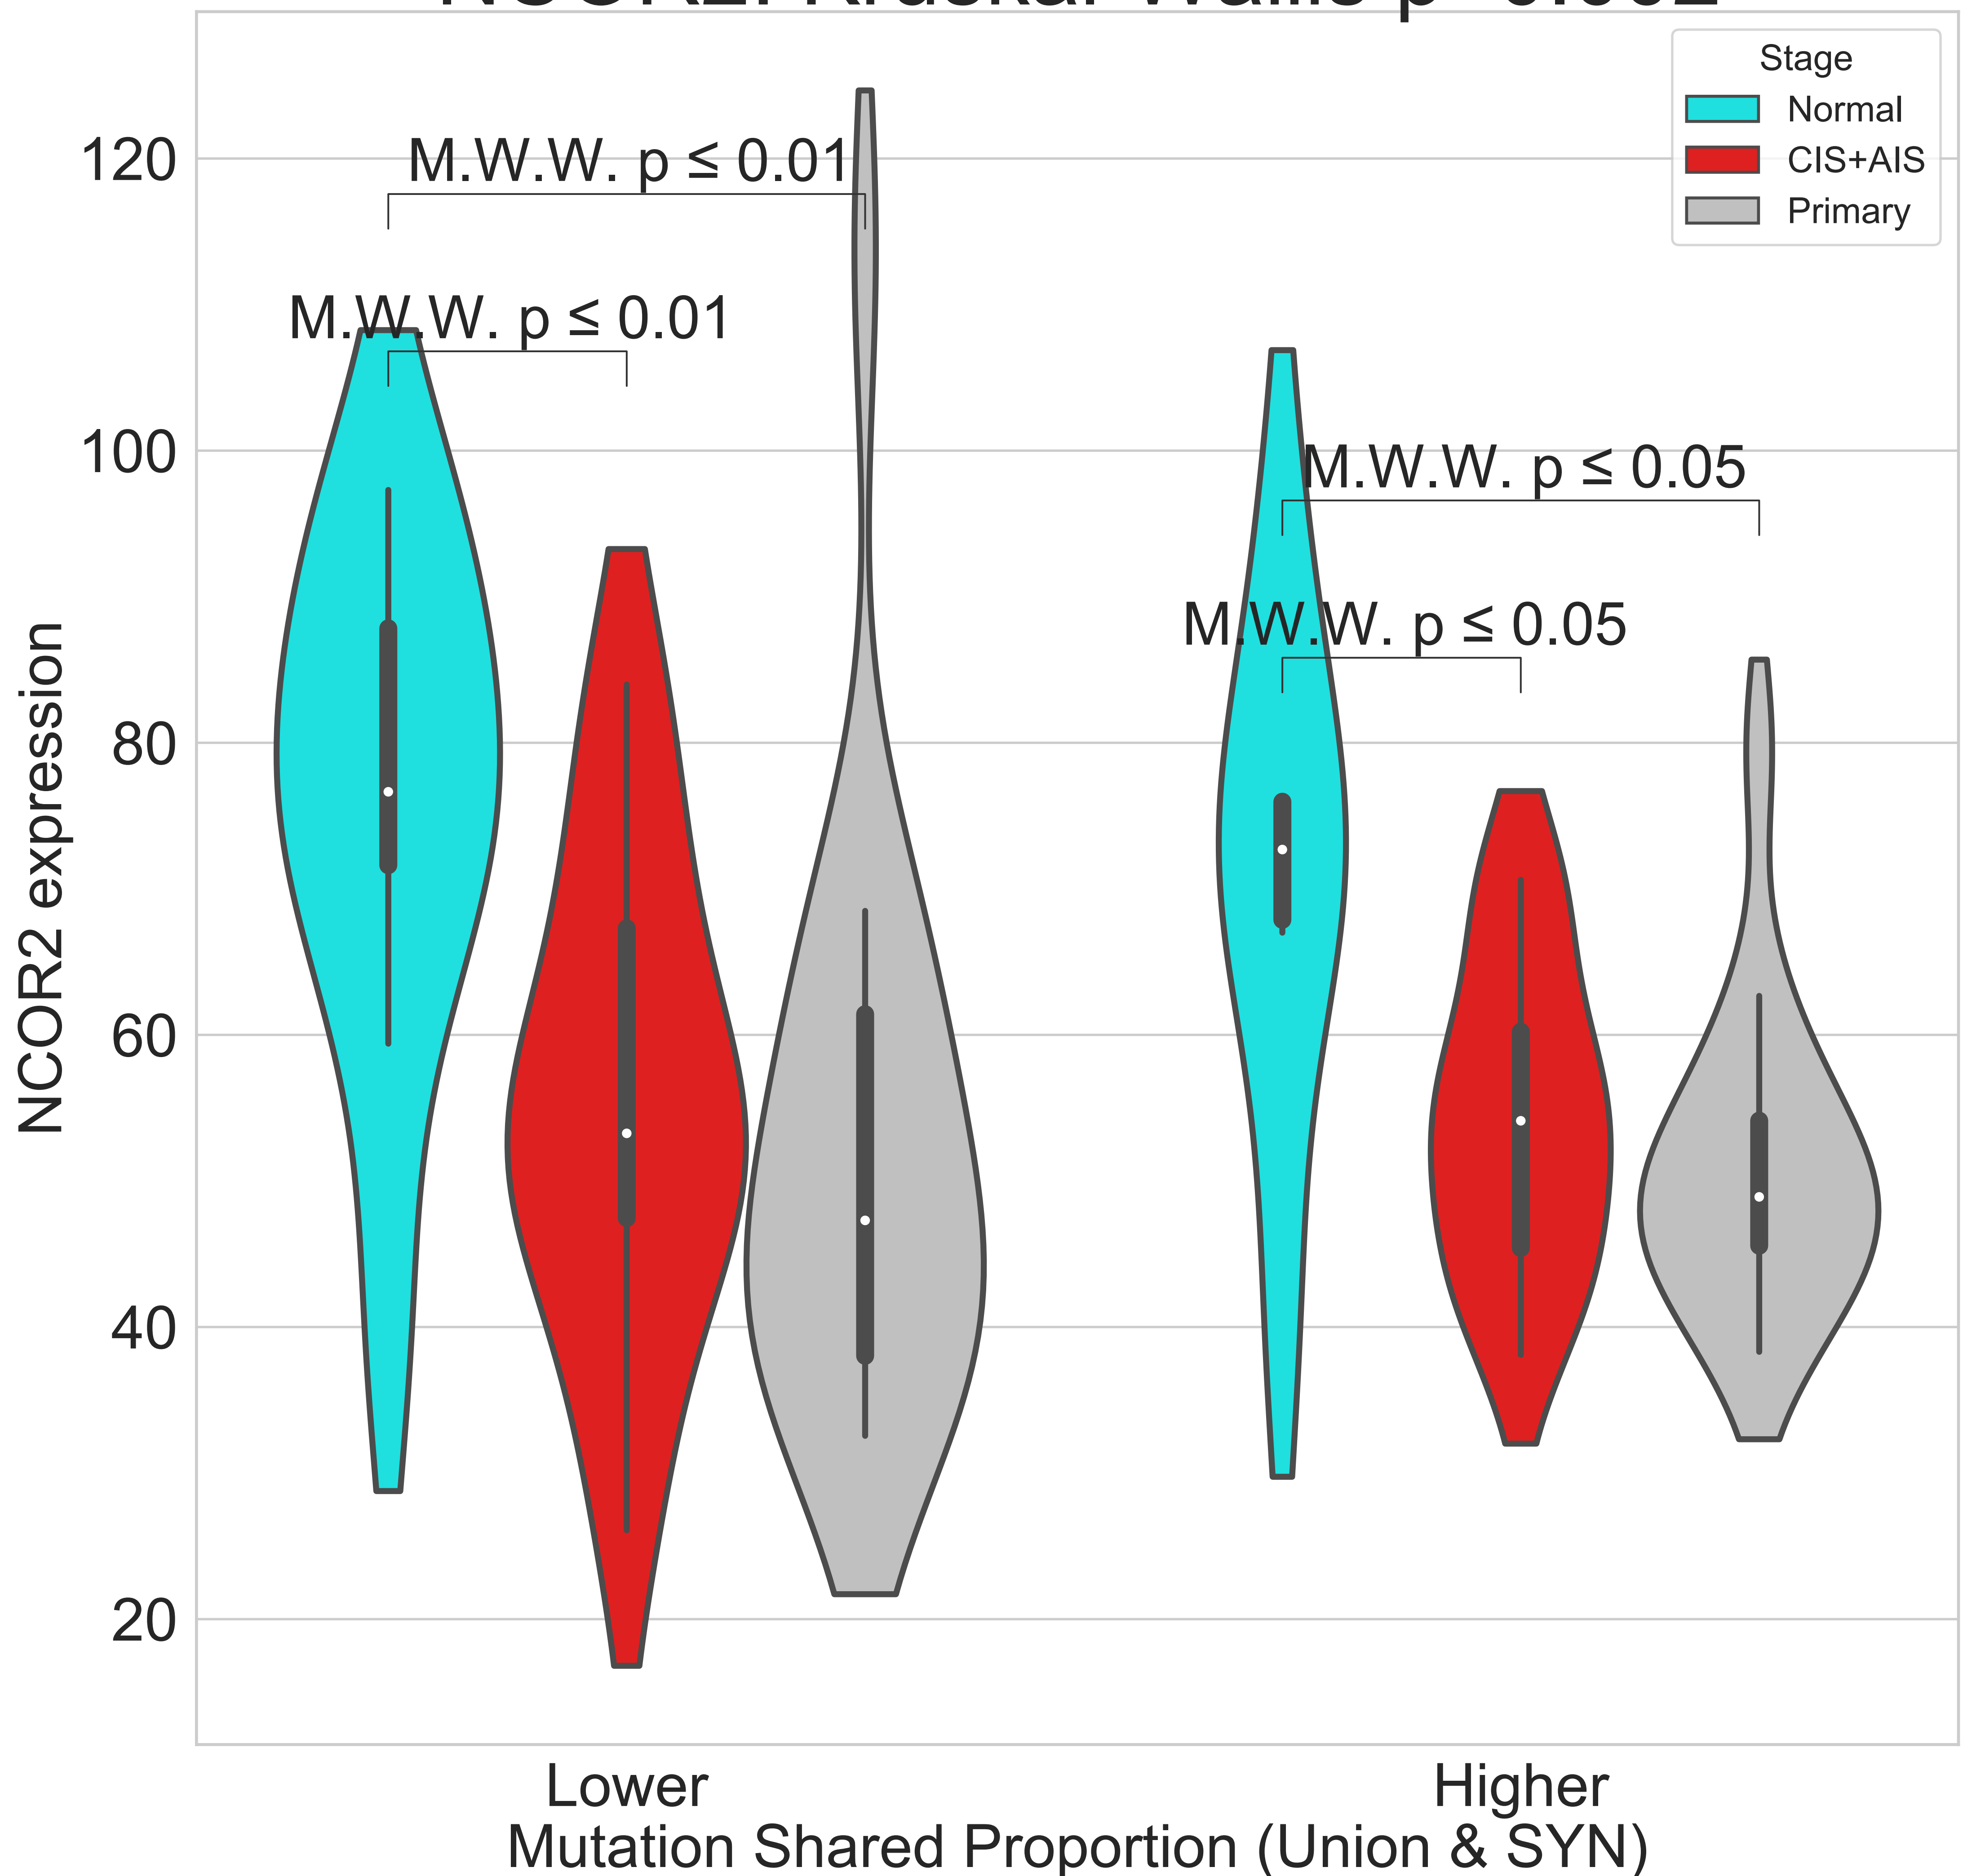 Stage
Normal
CIS+AIS
Primary
M.W.W. p ≤ 0.01
M.W.W. p ≤ 0.01
M.W.W. p ≤ 0.05
M.W.W. p ≤ 0.05
120
100
80
60
40
20
NCOR2 expression
Lower
Higher
Mutation Shared Proportion (Union & SYN)